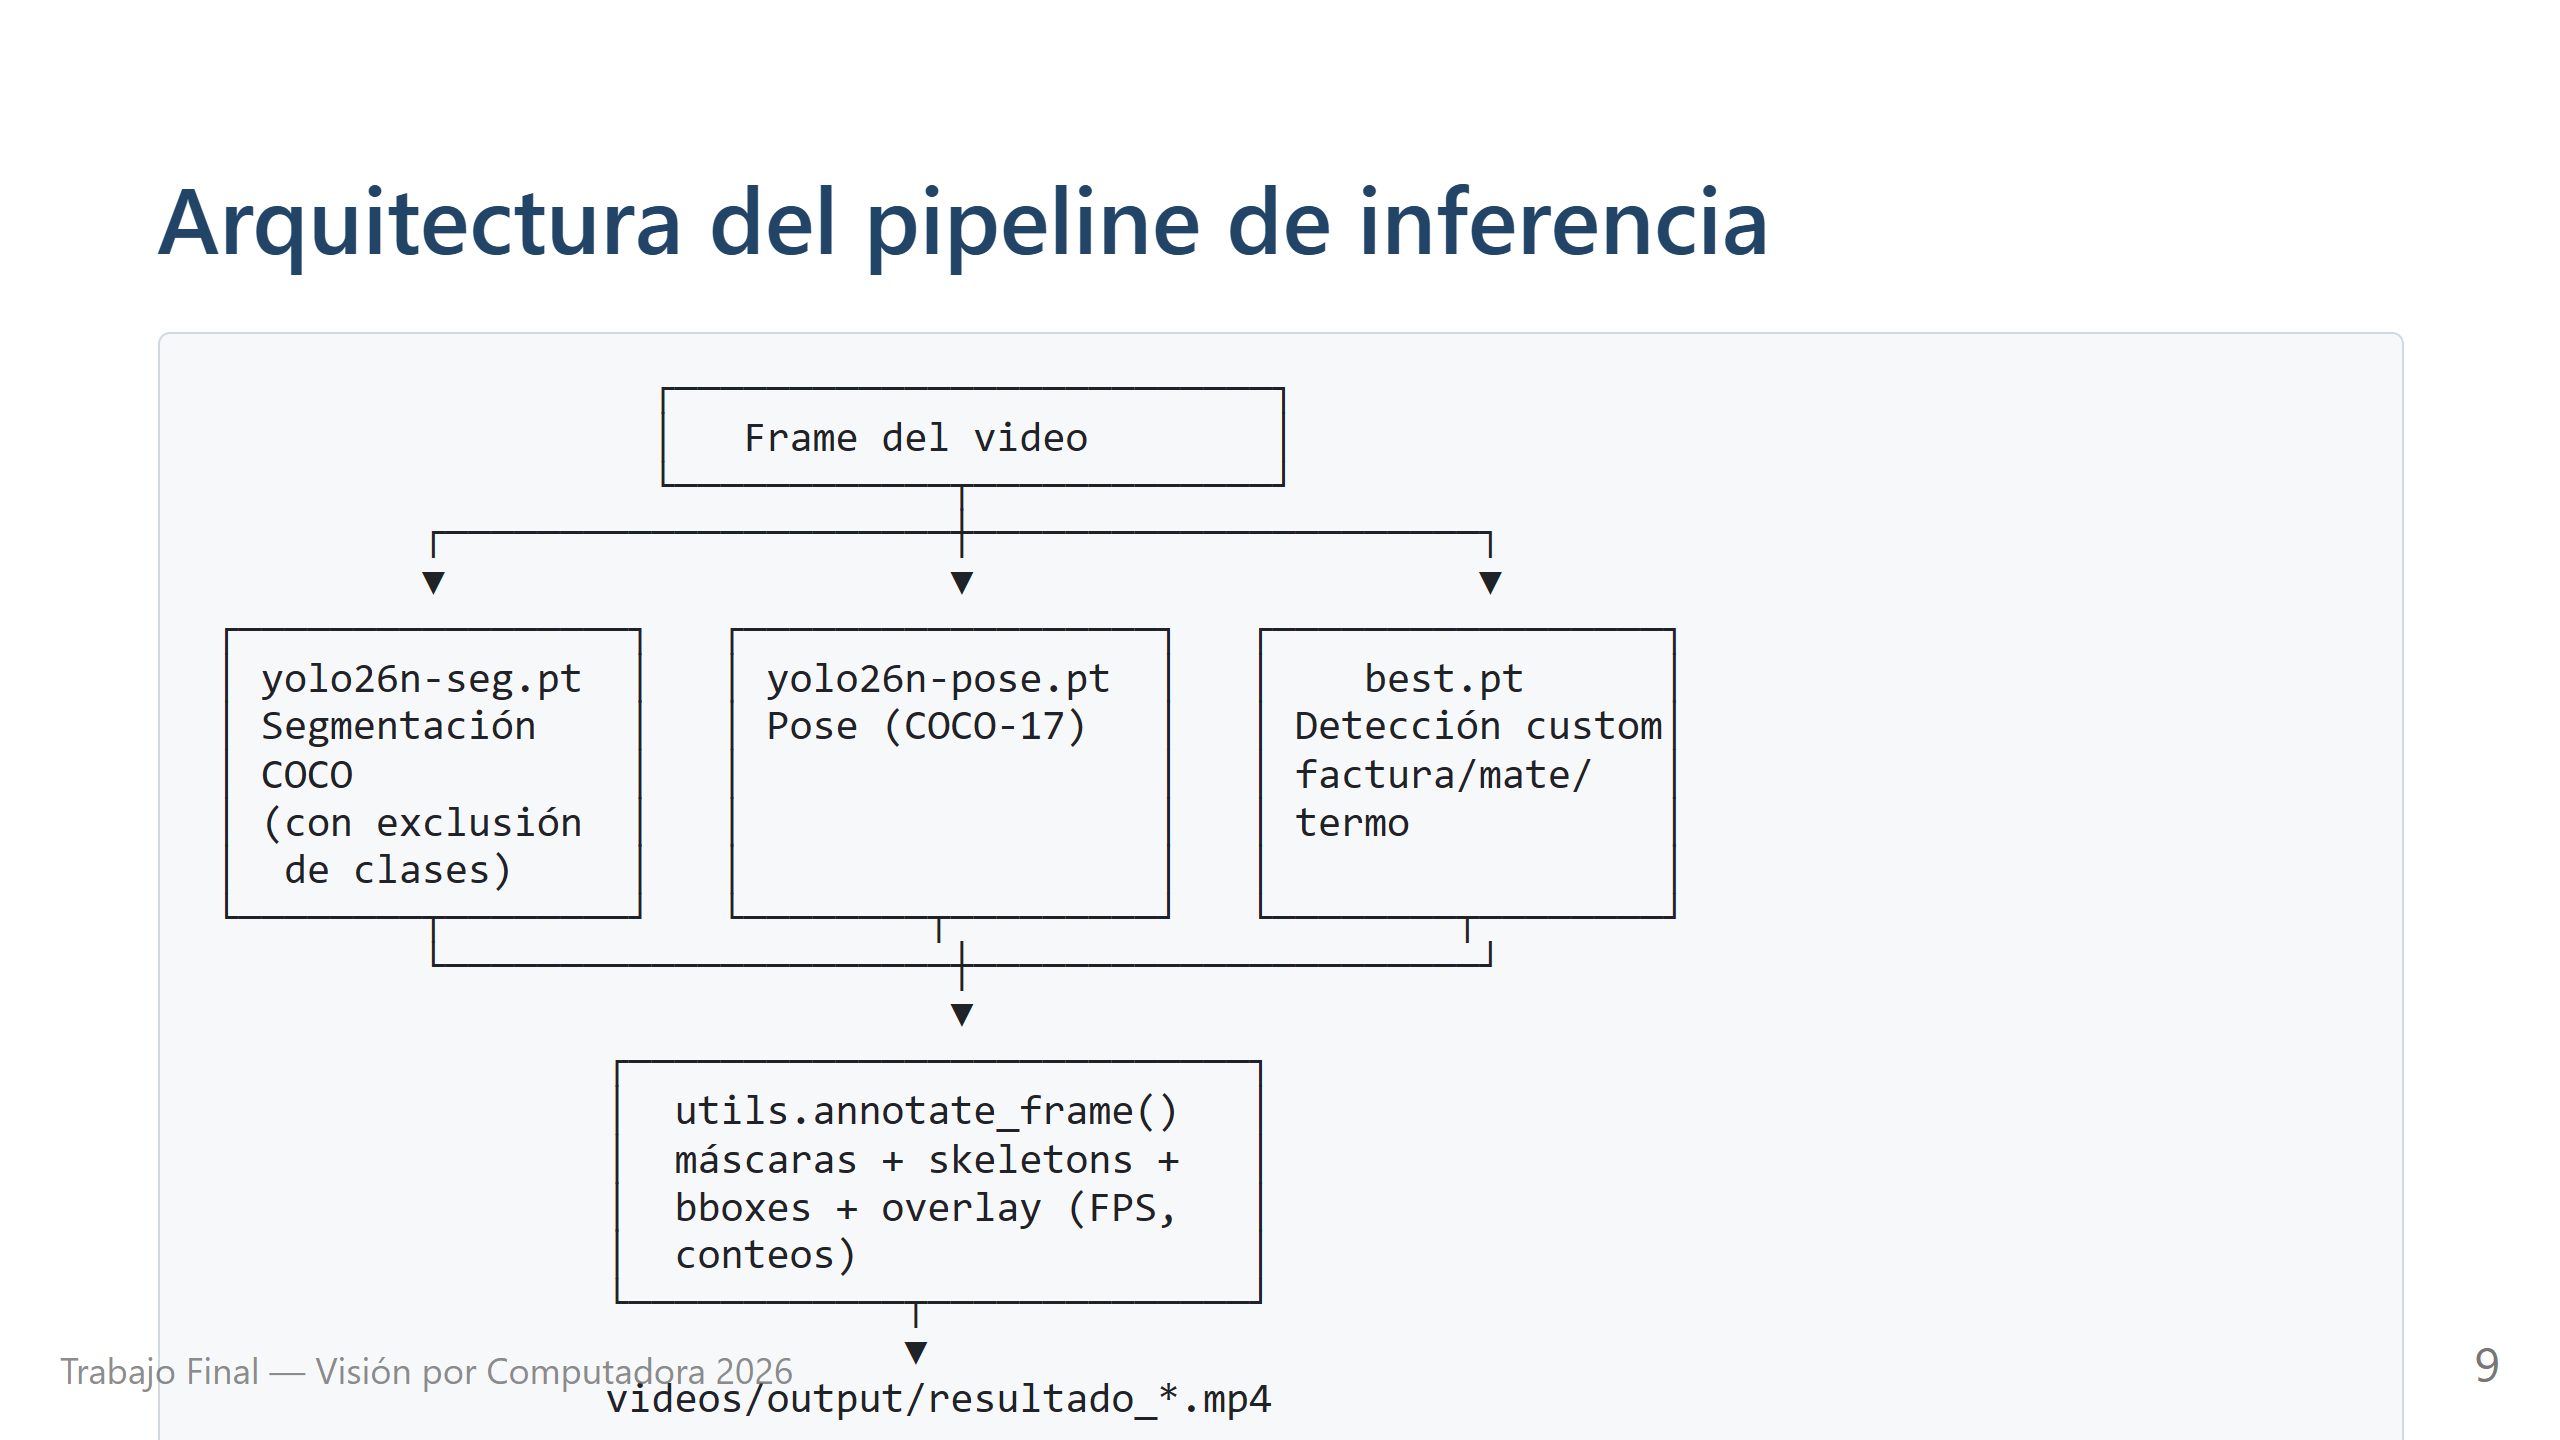 Arquitectura del pipeline de inferencia
Frame del video
yolo26n-seg.pt
Segmentación
COCO
(con exclusión
de clases)
yolo26n-pose.pt
Pose (COCO-17)
best.pt
Detección custom
factura/mate/
termo
utils.annotate_frame()
máscaras + skeletons +
bboxes + overlay (FPS,
conteos)
videos/output/resultado_*.mp4
Trabajo Final — Visión por Computadora 2026
9